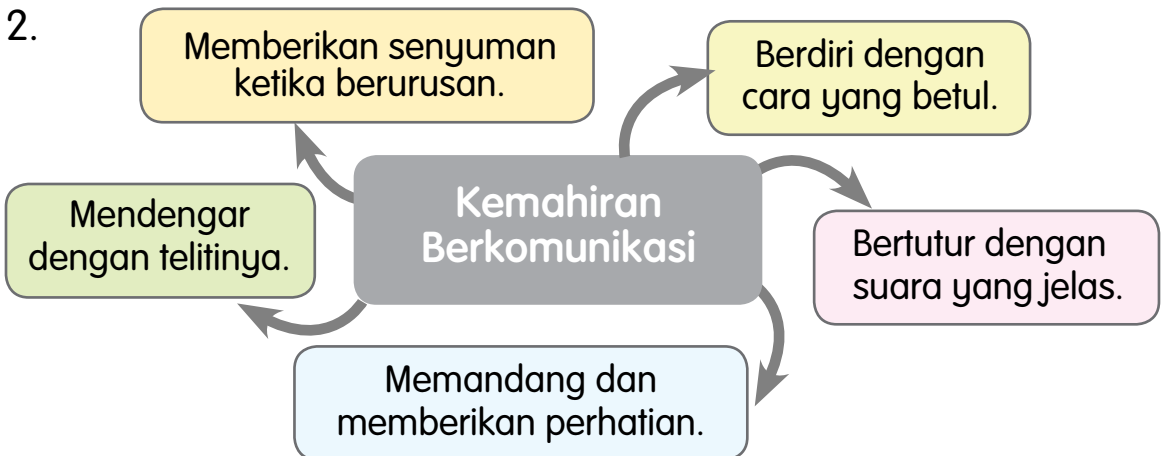 2.
Memberikan senyuman
ketika berurusan.
Berdiri dengan
cara yang betul.
Kemahiran
Berkomunikasi
Mendengar
dengan telitinya.
Bertutur dengan
suara yang jelas.
Memandang dan
memberikan perhatian.